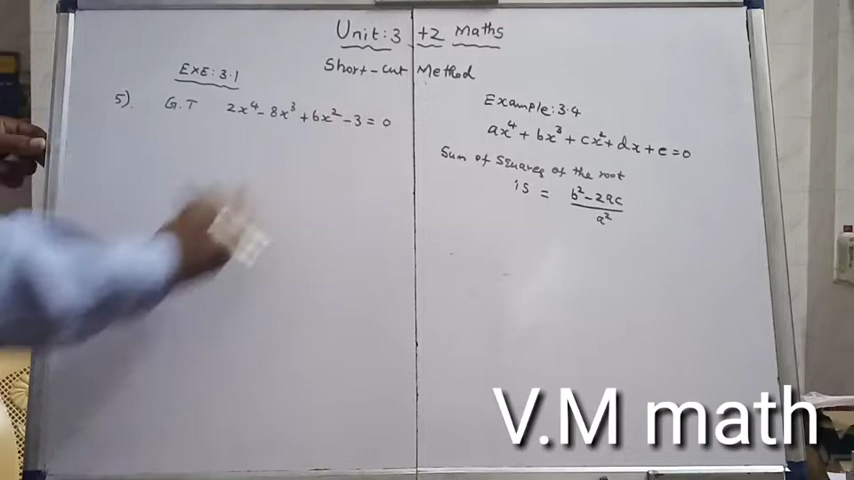 Unit: 3 +2 Maths
Short-cut Method
EXE: 3.1
5). G.T 2x⁴ - 8x³ + 6x² - 3 = 0
Example: 3.4
ax⁴ + bx³ + cx² + dx + e = 0
Sum of squares of the root
is = b² - 2ac / a²
V.M math